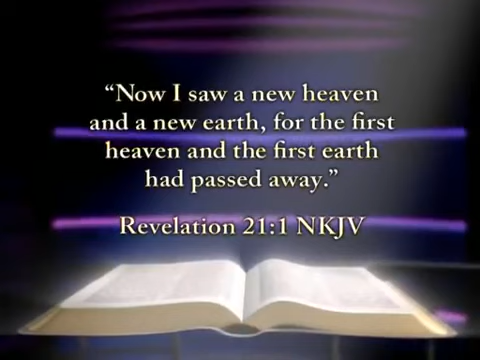 “Now I saw a new heaven
and a new earth, for the first
heaven and the first earth
had passed away.”
Revelation 21:1 NKJV